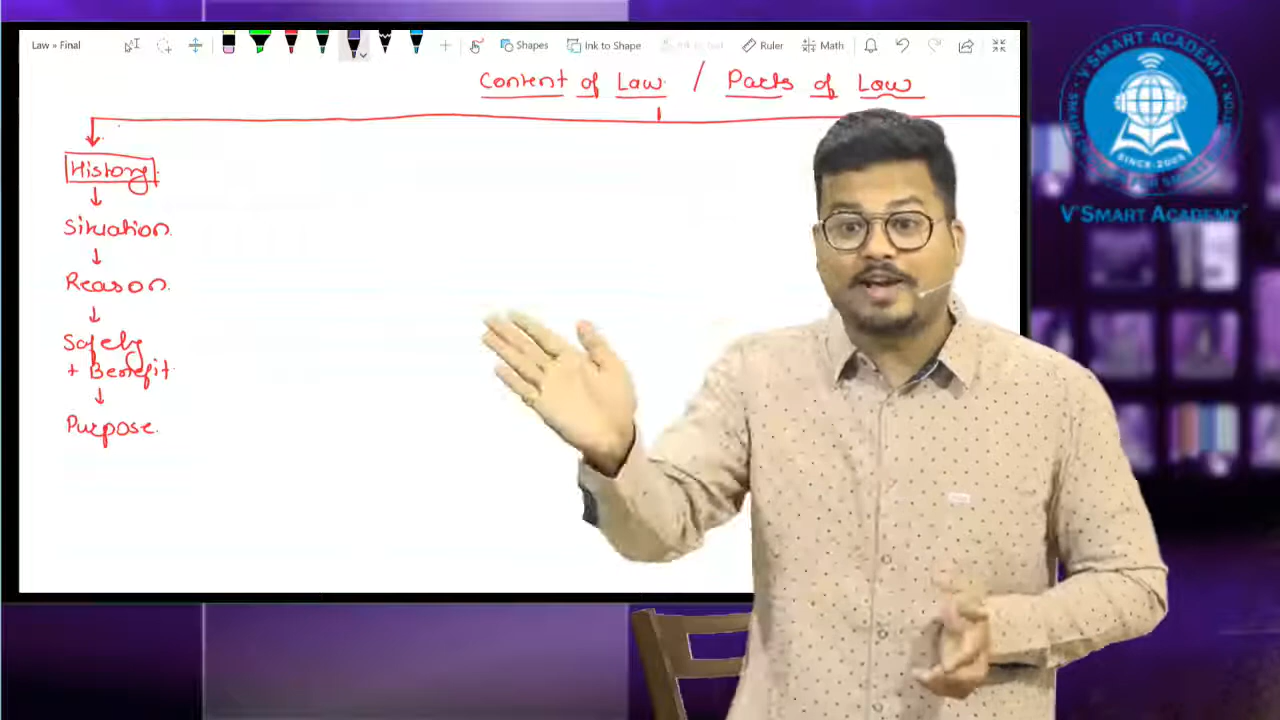 Law » Final
Shapes
Ink to Shape
Ruler
Math
Content of Law / Parts of Law
History
Situation
Reason
Safety
+ Benefit
Purpose
V'SMART ACADEMY
SINCE-2008
V'SMART ACADEMY